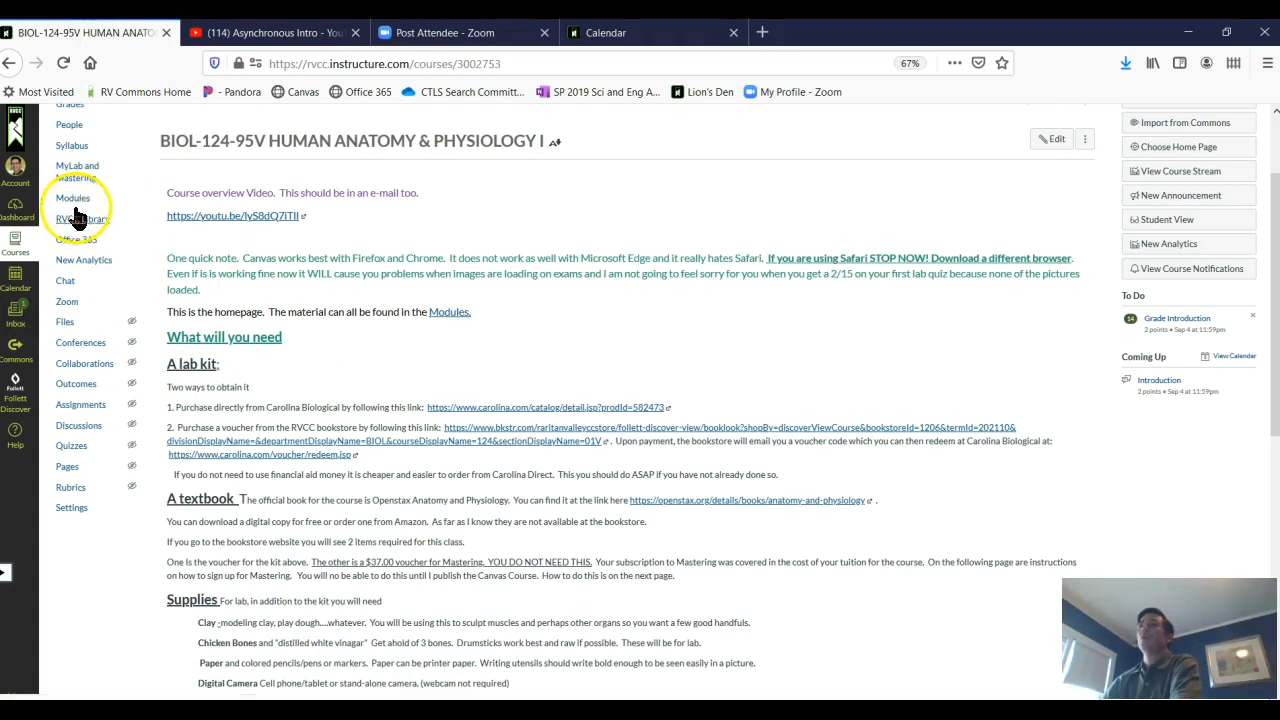 BIOL-124-95V HUMAN ANATO
(114) Asynchronous Intro - You
Post Attendee - Zoom
Calendar
https://rvcc.instructure.com/courses/3002753
67%
Most Visited
RV Commons Home
- Pandora
Canvas
Office 365
CTLS Search Committ...
SP 2019 Sci and Eng A...
Lion's Den
My Profile - Zoom
RVCC
Account
Dashboard
Courses
Calendar
1
Inbox
Commons
Follett
Follett
Discover
Help
Grades
People
Syllabus
MyLab and
Mastering
Modules
RVCC Library
Office 365
New Analytics
Chat
Zoom
Files
Conferences
Collaborations
Outcomes
Assignments
Discussions
Quizzes
Pages
Rubrics
Settings
BIOL-124-95V HUMAN ANATOMY & PHYSIOLOGY I
Edit
Course overview Video. This should be in an e-mail too.
One quick note. Canvas works best with Firefox and Chrome. It does not work as well with Microsoft Edge and it really hates Safari. If you are using Safari STOP NOW! Download a different browser.
Even if is is working fine now it WILL cause you problems when images are loading on exams and I am not going to feel sorry for you when you get a 2/15 on your first lab quiz because none of the pictures
loaded.
This is the homepage. The material can all be found in the Modules.
What will you need
A lab kit;
Two ways to obtain it
1. Purchase directly from Carolina Biological by following this link: https://www.carolina.com/catalog/detail.jsp?prodId=582473
2. Purchase a voucher from the RVCC bookstore by following this link: https://www.bkstr.com/raritanvalleyccstore/follett-discover-view/booklook?shopBy=discoverViewCourse&bookstoreId=1206&termId=202110&
divisionDisplayName=&departmentDisplayName=BIOL&courseDisplayName=124&sectionDisplayName=01V . Upon payment, the bookstore will email you a voucher code which you can then redeem at Carolina Biological at:
https://www.carolina.com/voucher/redeem.jsp
If you do not need to use financial aid money it is cheaper and easier to order from Carolina Direct. This you should do ASAP if you have not already done so.
A textbook The official book for the course is Openstax Anatomy and Physiology. You can find it at the link here https://openstax.org/details/books/anatomy-and-physiology .
You can download a digital copy for free or order one from Amazon. As far as I know they are not available at the bookstore.
If you go to the bookstore website you will see 2 items required for this class.
One Is the voucher for the kit above. The other is a $37.00 voucher for Mastering. YOU DO NOT NEED THIS. Your subscription to Mastering was covered in the cost of your tuition for the course. On the following page are instructions
on how to sign up for Mastering. You will no be able to do this until I publish the Canvas Course. How to do this is on the next page.
Supplies For lab, in addition to the kit you will need
Clay -modeling clay, play dough....whatever. You will be using this to sculpt muscles and perhaps other organs so you want a few good handfuls.
Chicken Bones and "distilled white vinagar" Get ahold of 3 bones. Drumsticks work best and raw if possible. These will be for lab.
Paper and colored pencils/pens or markers. Paper can be printer paper. Writing utensils should write bold enough to be seen easily in a picture.
Digital Camera Cell phone/tablet or stand-alone camera. (webcam not required)
Import from Commons
Choose Home Page
View Course Stream
New Announcement
Student View
New Analytics
View Course Notifications
To Do
14
Grade Introduction
2 points • Sep 4 at 11:59pm
Coming Up
View Calendar
Introduction
2 points • Sep 4 at 11:59pm